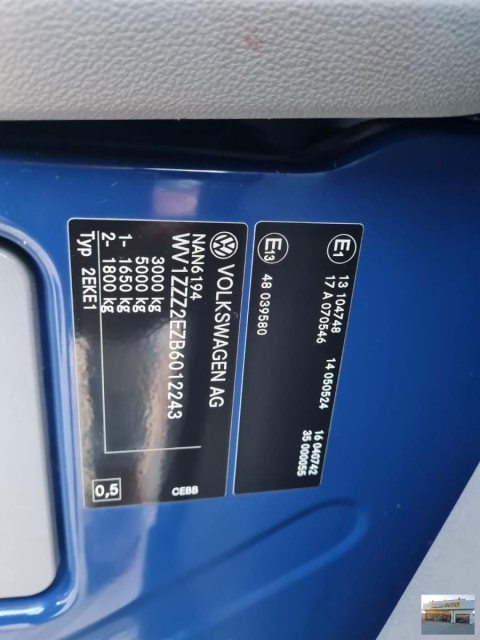 VOLKSWAGEN AG
NAN6194
WV1ZZZ2EZB6012243
3000 kg
5000 kg
1- 1650 kg
2- 1800 kg
Typ 2EKE1
0,5
CEBB
E1
13 104748
17 A 070546
14 050524
16 040742
35 000055
E13
48 039580
AUTO